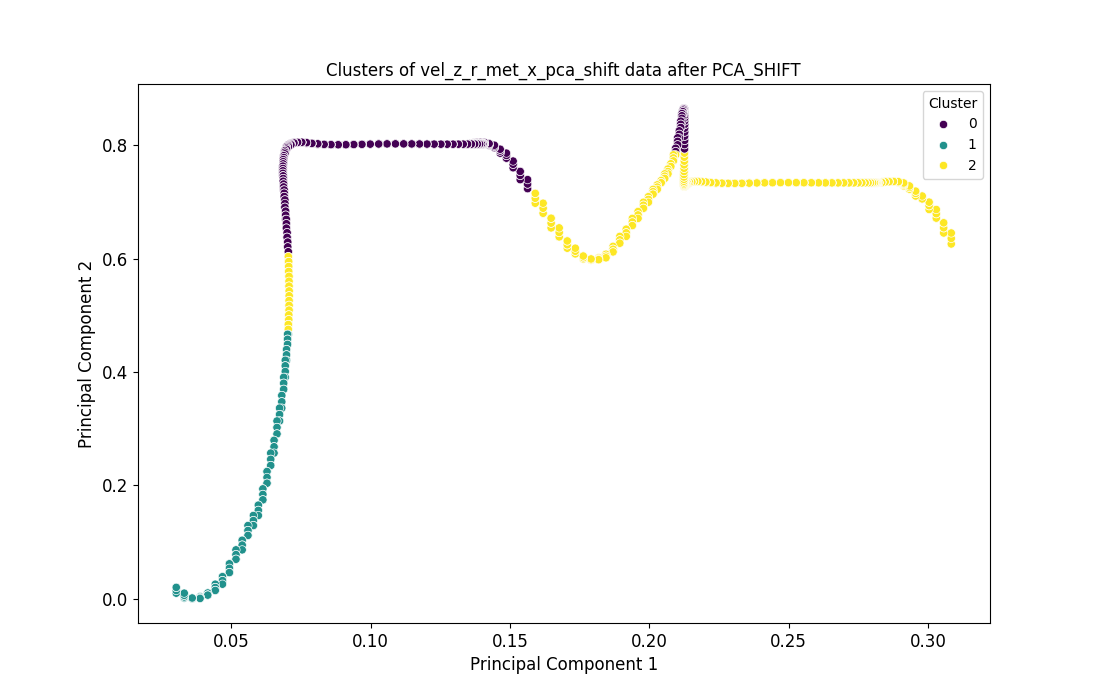 Clusters of vel_z_r_met_x_pca_shift data after PCA_SHIFT
Cluster
0
1
2
Principal Component 2
0.8
0.6
0.4
0.2
0.0
0.05 0.10 0.15 0.20 0.25 0.30
Principal Component 1